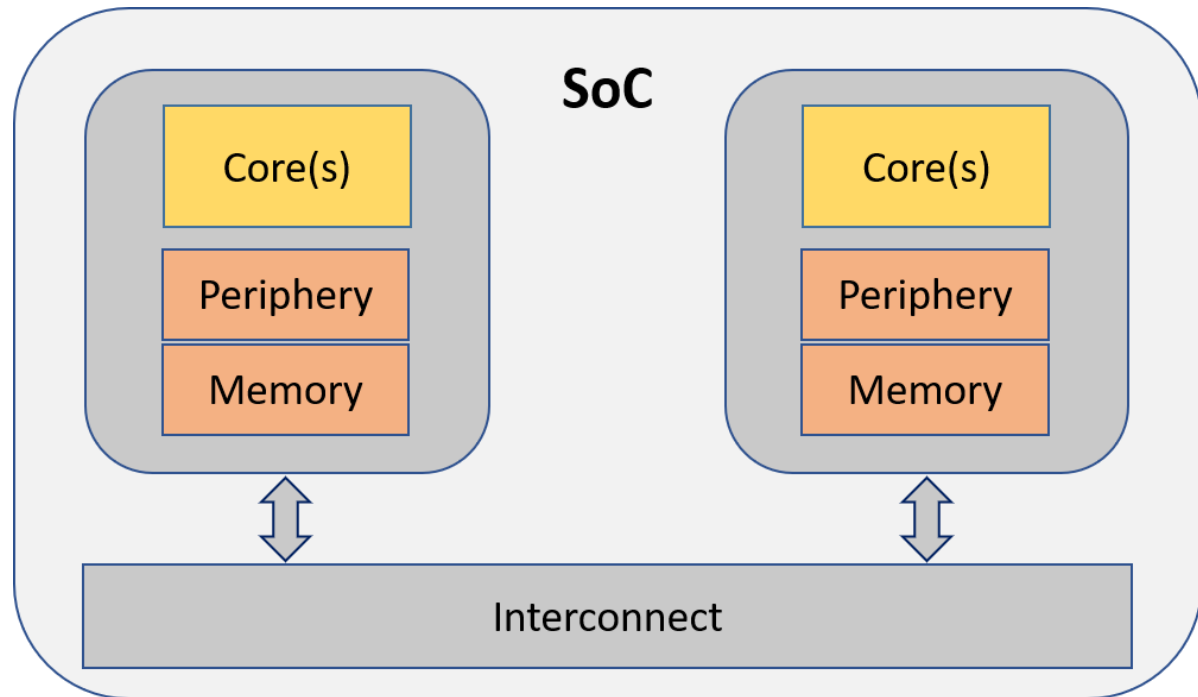 SoC
Core(s)
Periphery
Memory
Core(s)
Periphery
Memory
Interconnect